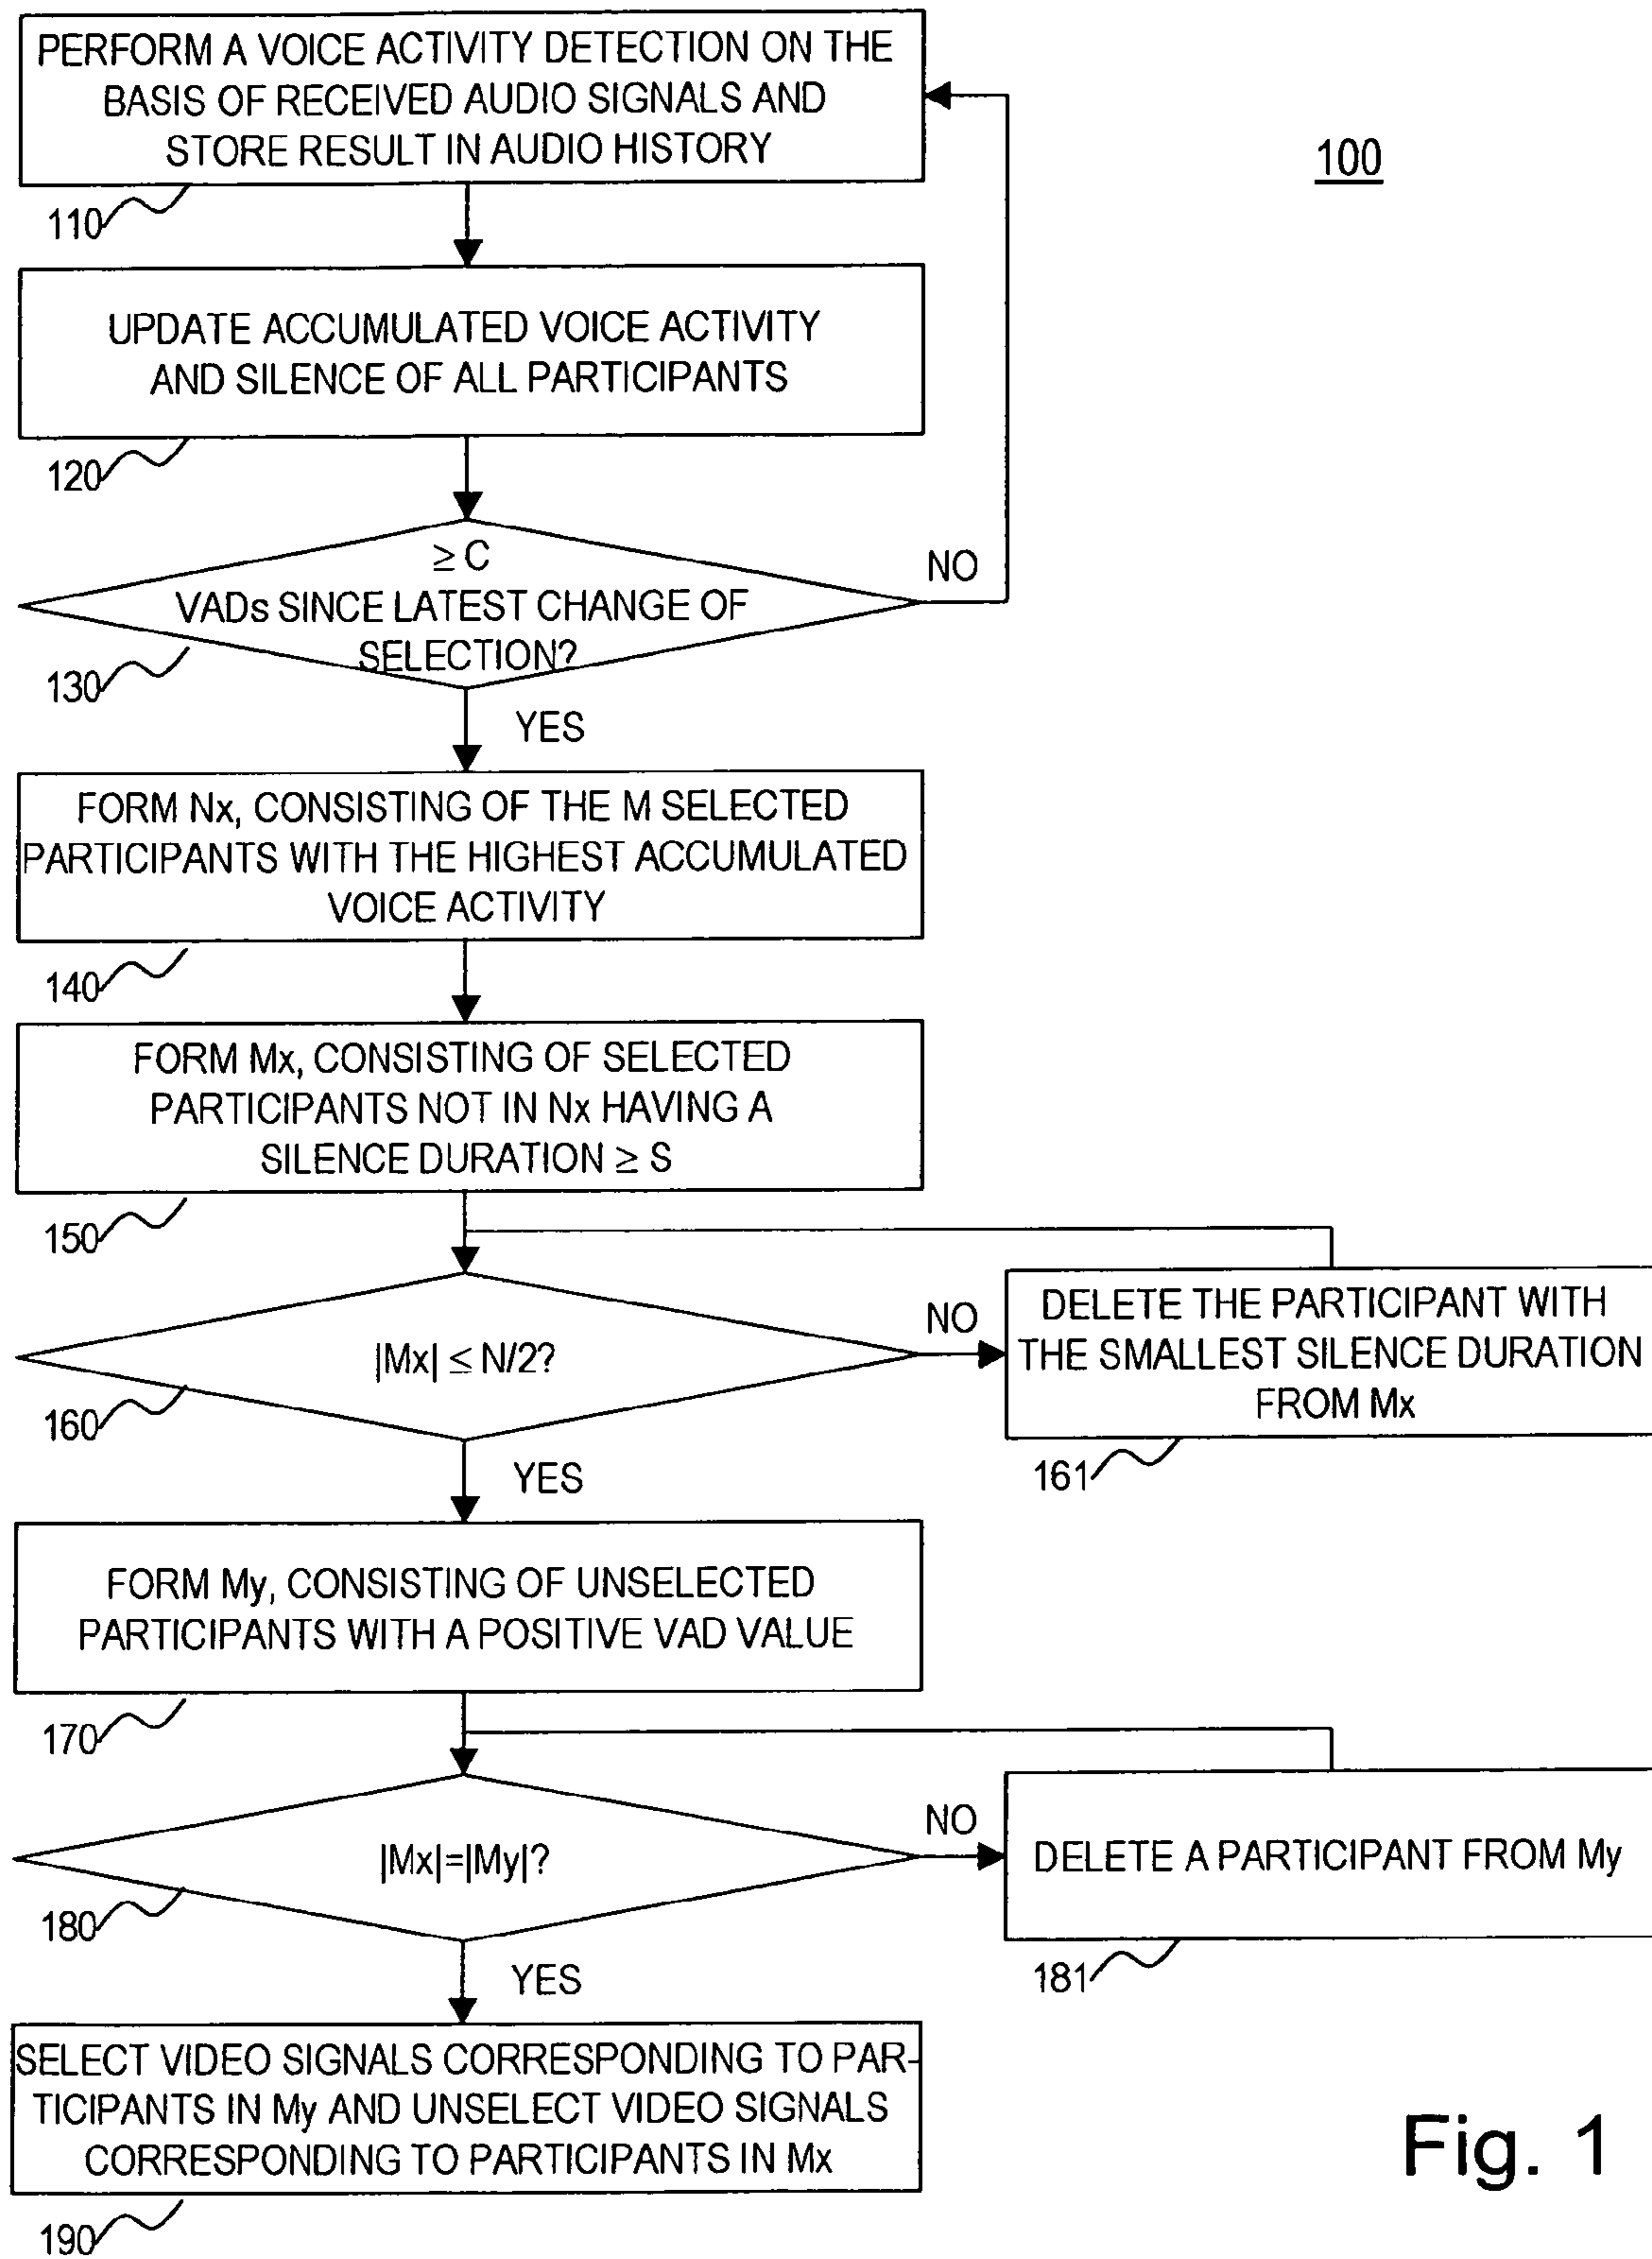 PERFORM A VOICE ACTIVITY DETECTION ON THE
BASIS OF RECEIVED AUDIO SIGNALS AND
STORE RESULT IN AUDIO HISTORY
100
110
UPDATE ACCUMULATED VOICE ACTIVITY
AND SILENCE OF ALL PARTICIPANTS
120
≥ C
VADs SINCE LATEST CHANGE OF
SELECTION?
NO
130
YES
FORM Nx, CONSISTING OF THE M SELECTED
PARTICIPANTS WITH THE HIGHEST ACCUMULATED
VOICE ACTIVITY
140
FORM Mx, CONSISTING OF SELECTED
PARTICIPANTS NOT IN Nx HAVING A
SILENCE DURATION ≥ S
150
|Mx| ≤ N/2?
NO
DELETE THE PARTICIPANT WITH
THE SMALLEST SILENCE DURATION
FROM Mx
160
161
YES
FORM My, CONSISTING OF UNSELECTED
PARTICIPANTS WITH A POSITIVE VAD VALUE
170
|Mx|=|My|?
NO
DELETE A PARTICIPANT FROM My
180
181
YES
SELECT VIDEO SIGNALS CORRESPONDING TO PAR-
TICIPANTS IN My AND UNSELECT VIDEO SIGNALS
CORRESPONDING TO PARTICIPANTS IN Mx
190
Fig. 1